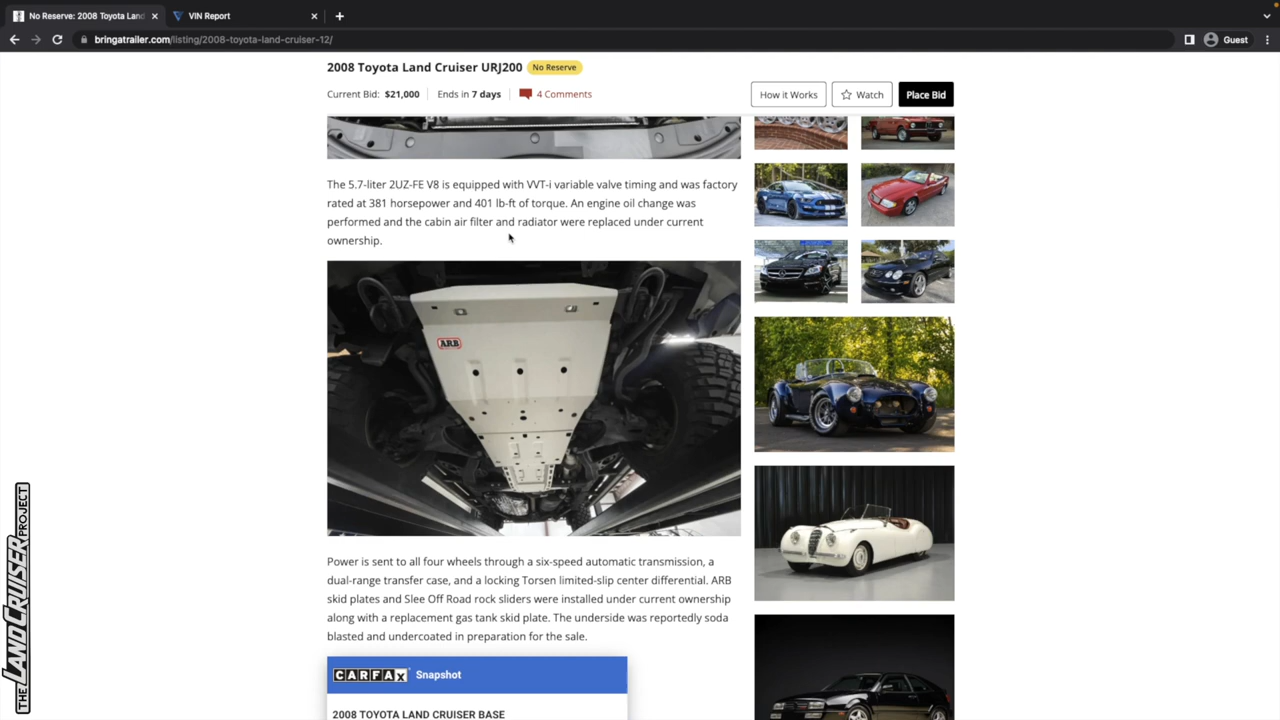 No Reserve: 2008 Toyota Land
VIN Report
bringatrailer.com/listing/2008-toyota-land-cruiser-12/
Guest
2008 Toyota Land Cruiser URJ200 No Reserve
Current Bid: $21,000 Ends in 7 days 4 Comments
How it Works Watch Place Bid
The 5.7-liter 2UZ-FE V8 is equipped with VVT-i variable valve timing and was factory
rated at 381 horsepower and 401 lb-ft of torque. An engine oil change was
performed and the cabin air filter and radiator were replaced under current
ownership.
ARB
Power is sent to all four wheels through a six-speed automatic transmission, a
dual-range transfer case, and a locking Torsen limited-slip center differential. ARB
skid plates and Slee Off Road rock sliders were installed under current ownership
along with a replacement gas tank skid plate. The underside was reportedly soda
blasted and undercoated in preparation for the sale.
CARFAX Snapshot
2008 TOYOTA LAND CRUISER BASE
THE LAND CRUISER PROJECT